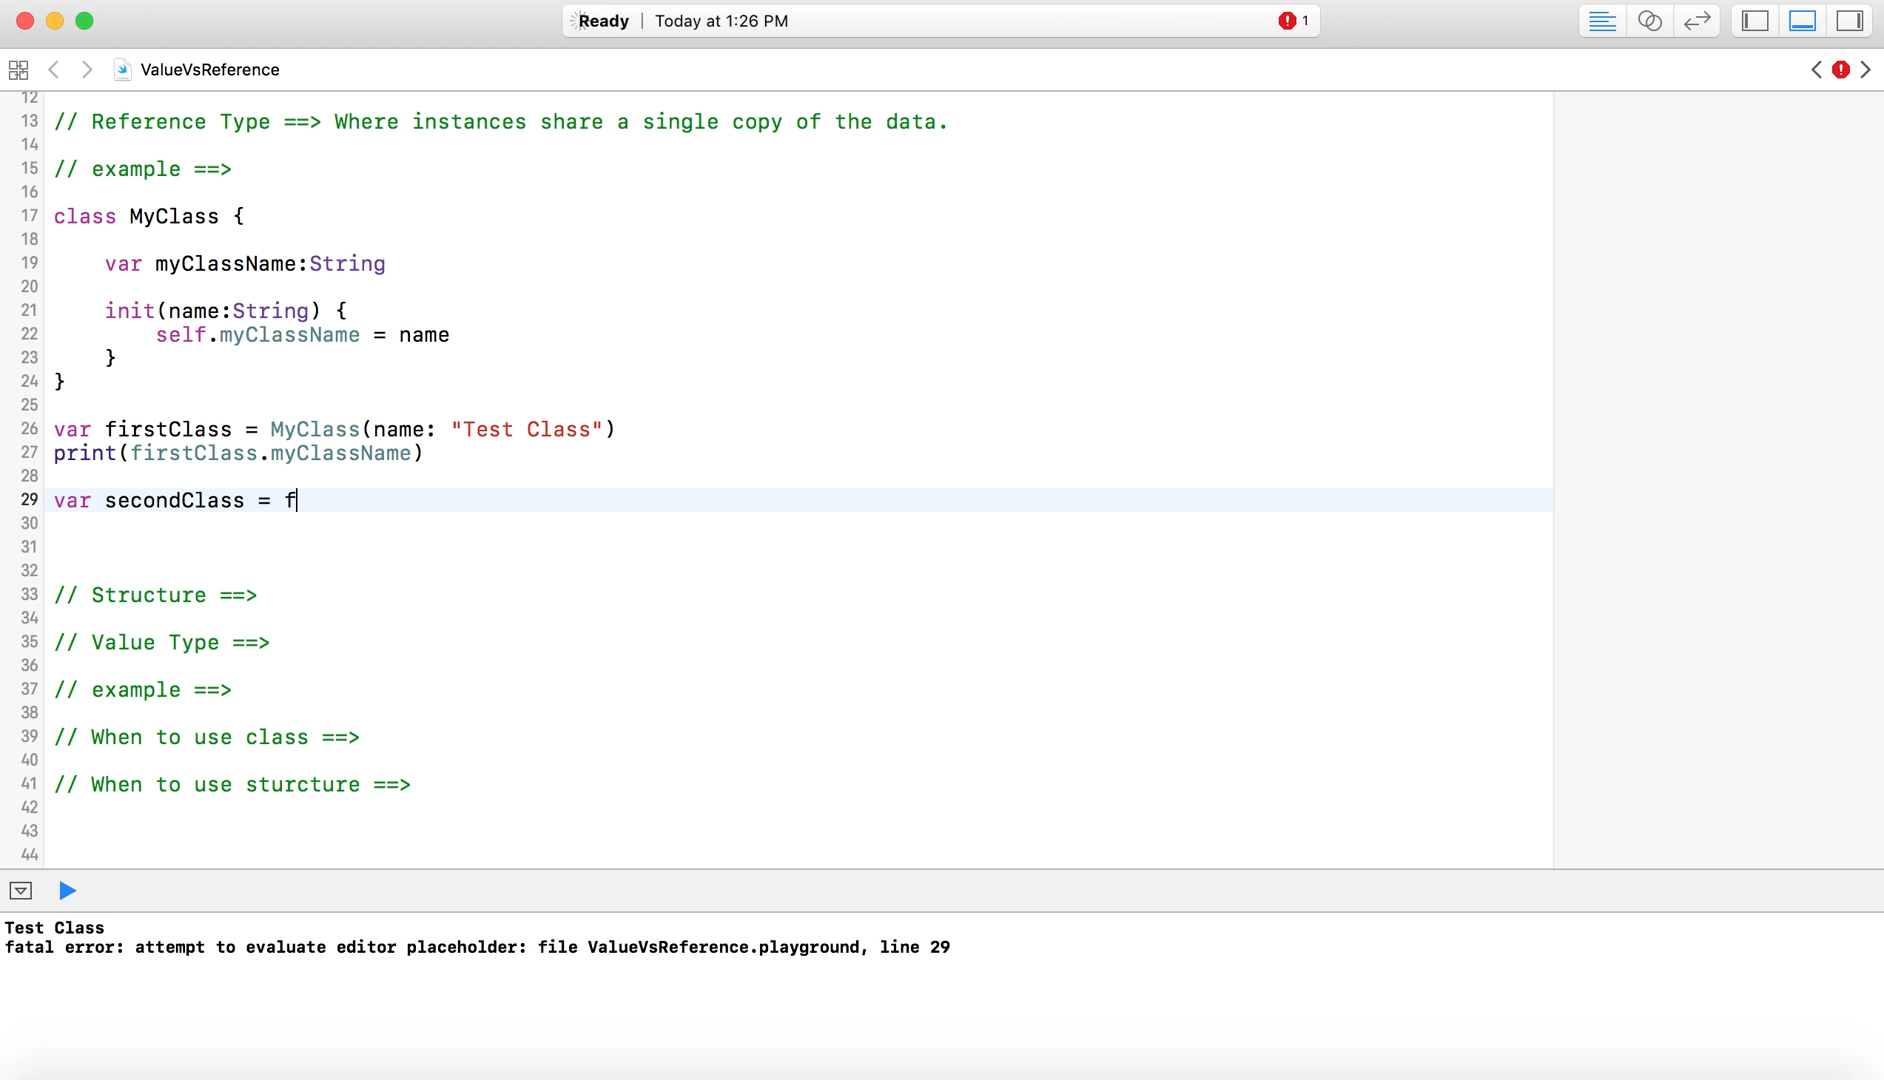 Ready | Today at 1:26 PM 1
ValueVsReference
12
13 // Reference Type ==> Where instances share a single copy of the data.
14
15 // example ==>
16
17 class MyClass {
18
19 var myClassName:String
20
21 init(name:String) {
22 self.myClassName = name
23 }
24 }
25
26 var firstClass = MyClass(name: "Test Class")
27 print(firstClass.myClassName)
28
29 var secondClass = f
30
31
32
33 // Structure ==>
34
35 // Value Type ==>
36
37 // example ==>
38
39 // When to use class ==>
40
41 // When to use sturcture ==>
42
43
44
Test Class
fatal error: attempt to evaluate editor placeholder: file ValueVsReference.playground, line 29